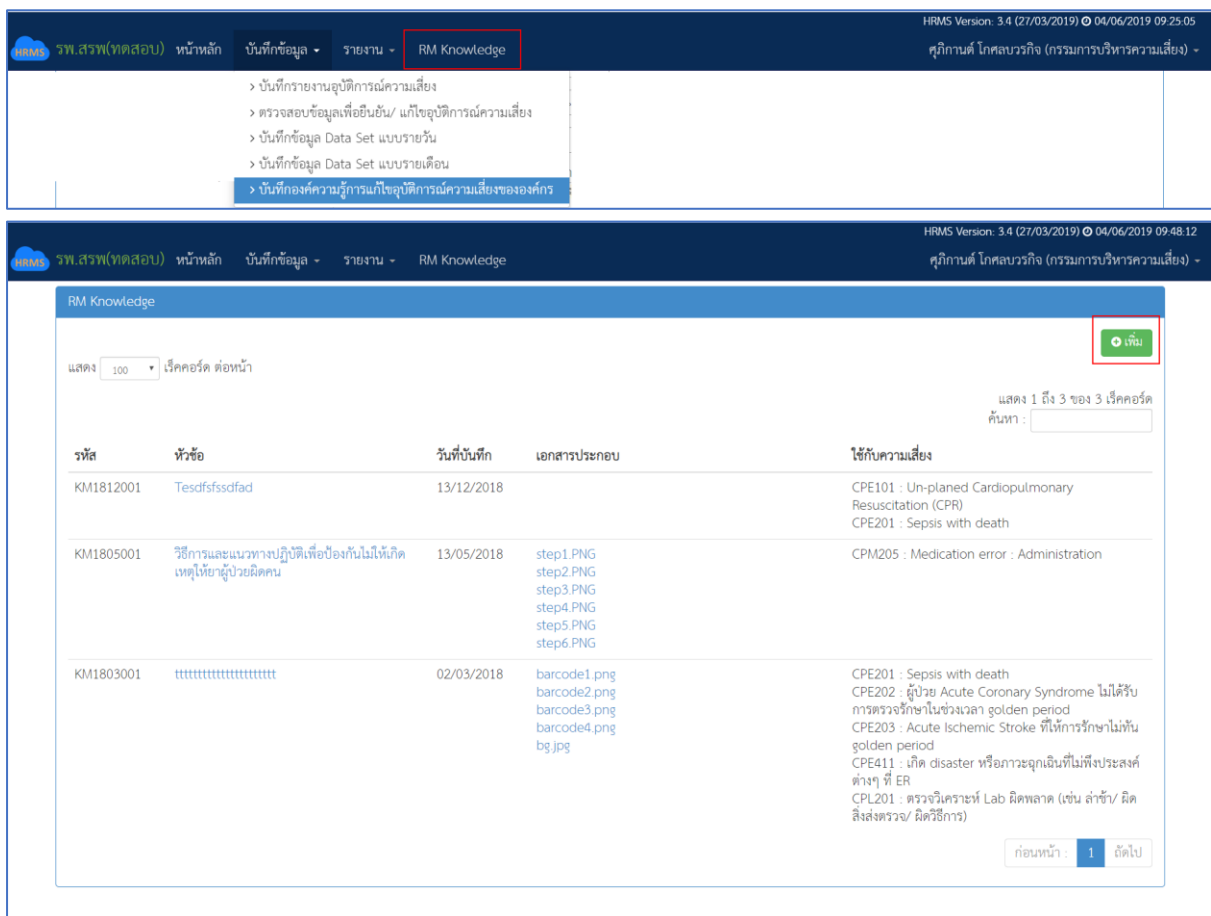 HRMS Version: 3.4 (27/03/2019) 04/06/2019 09:25:05
HRMS รพ.สรพ(ทดสอบ) หน้าหลัก บันทึกข้อมูล รายงาน RM Knowledge ศุภิกานต์ โกศลบวรกิจ (กรรมการบริหารความเสี่ยง)
> บันทึกรายงานอุบัติการณ์ความเสี่ยง
> ตรวจสอบข้อมูลเพื่อยืนยัน/ แก้ไขอุบัติการณ์ความเสี่ยง
> บันทึกข้อมูล Data Set แบบรายวัน
> บันทึกข้อมูล Data Set แบบรายเดือน
> บันทึกองค์ความรู้การแก้ไขอุบัติการณ์ความเสี่ยงขององค์กร
HRMS Version: 3.4 (27/03/2019) 04/06/2019 09:48:12
HRMS รพ.สรพ(ทดสอบ) หน้าหลัก บันทึกข้อมูล รายงาน RM Knowledge ศุภิกานต์ โกศลบวรกิจ (กรรมการบริหารความเสี่ยง)
RM Knowledge
เพิ่ม
แสดง 100 เร็คคอร์ด ต่อหน้า
แสดง 1 ถึง 3 ของ 3 เร็คคอร์ด
ค้นหา :
รหัส หัวข้อ วันที่บันทึก เอกสารประกอบ ใช้กับความเสี่ยง
KM1812001 Tesdfsfssdfad 13/12/2018 CPE101 : Un-planed Cardiopulmonary
Resuscitation (CPR)
CPE201 : Sepsis with death
KM1805001 วิธีการและแนวทางปฏิบัติเพื่อป้องกันไม่ให้เกิด 13/05/2018 step1.PNG CPM205 : Medication error : Administration
เหตุให้ยาผู้ป่วยผิดคน step2.PNG
step3.PNG
step4.PNG
step5.PNG
step6.PNG
KM1803001 tttttttttttttttttttttt 02/03/2018 barcode1.png CPE201 : Sepsis with death
barcode2.png CPE202 : ผู้ป่วย Acute Coronary Syndrome ไม่ได้รับ
barcode3.png การตรวจรักษาในช่วงเวลา golden period
barcode4.png CPE203 : Acute Ischemic Stroke ที่ให้การรักษาไม่ทัน
bg.jpg golden period
CPE411 : เกิด disaster หรือภาวะฉุกเฉินที่ไม่พึงประสงค์
ต่างๆ ที่ ER
CPL201 : ตรวจวิเคราะห์ Lab ผิดพลาด (เช่น ล่าช้า/ ผิด
สิ่งส่งตรวจ/ ผิดวิธีการ)
ก่อนหน้า : 1 ถัดไป